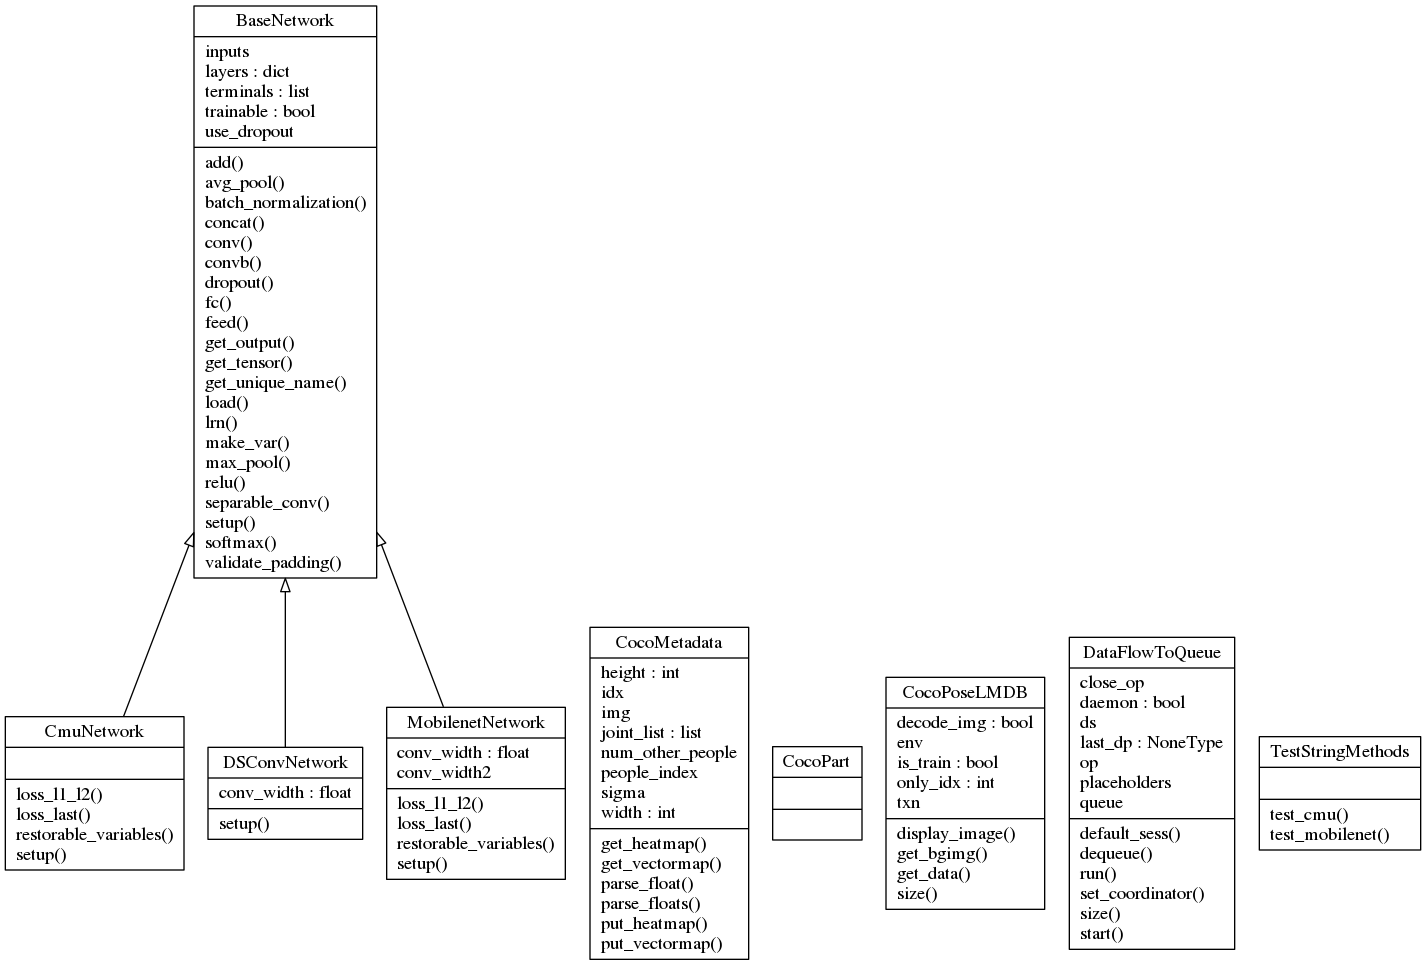 BaseNetwork
inputs
layers : dict
terminals : list
trainable : bool
use_dropout
add()
avg_pool()
batch_normalization()
concat()
conv()
convb()
dropout()
fc()
feed()
get_output()
get_tensor()
get_unique_name()
load()
lrn()
make_var()
max_pool()
relu()
separable_conv()
setup()
softmax()
validate_padding()
CmuNetwork
loss_l1_l2()
loss_last()
restorable_variables()
setup()
DSConvNetwork
conv_width : float
setup()
MobilenetNetwork
conv_width : float
conv_width2
loss_l1_l2()
loss_last()
restorable_variables()
setup()
CocoMetadata
height : int
idx
img
joint_list : list
num_other_people
people_index
sigma
width : int
get_heatmap()
get_vectormap()
parse_float()
parse_floats()
put_heatmap()
put_vectormap()
CocoPart
CocoPoseLMDB
decode_img : bool
env
is_train : bool
only_idx : int
txn
display_image()
get_bgimg()
get_data()
size()
DataFlowToQueue
close_op
daemon : bool
ds
last_dp : NoneType
op
placeholders
queue
default_sess()
dequeue()
run()
set_coordinator()
size()
start()
TestStringMethods
test_cmu()
test_mobilenet()